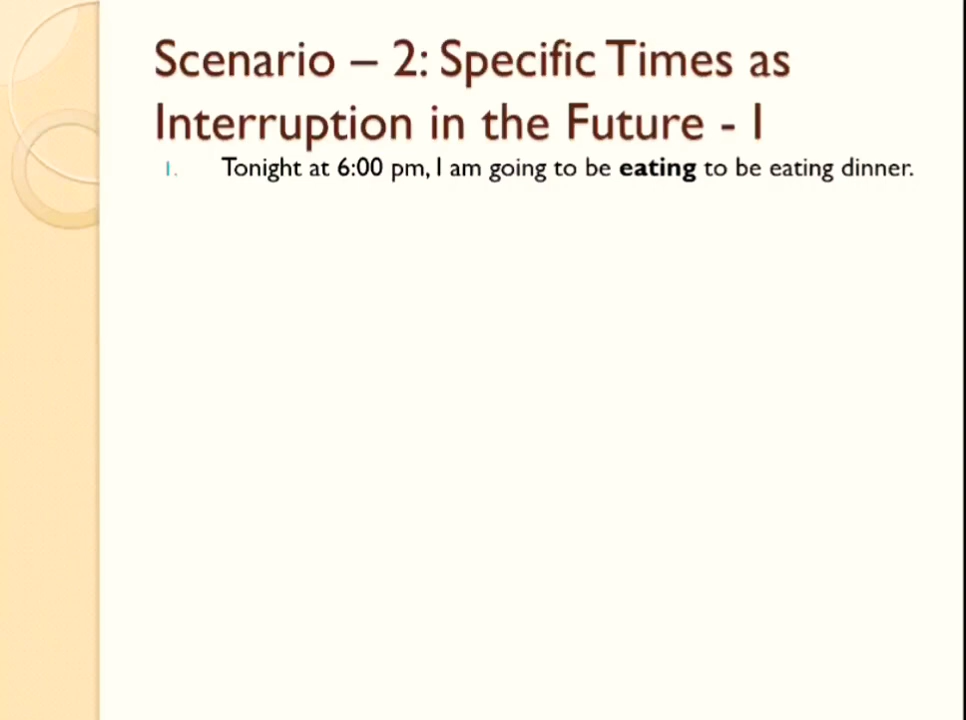 Scenario – 2: Specific Times as
Interruption in the Future - I
1. Tonight at 6:00 pm, I am going to be eating to be eating dinner.